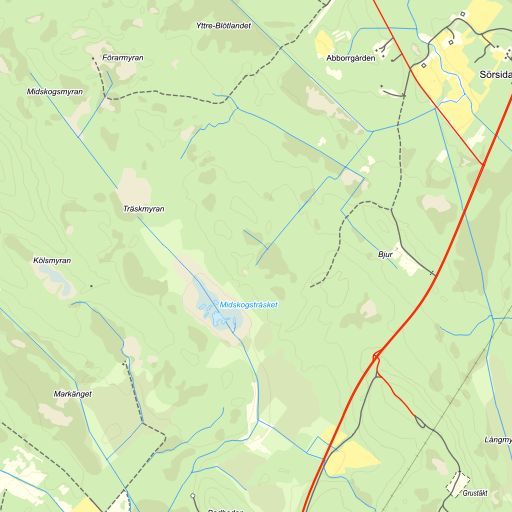 Yttre-Blötlandet
Förarmyran
Abborrgården
Sörsida
Midskogsmyran
Träskmyran
Bjur
Kölsmyran
Midskogsträsket
Markänget
Långmy
Grustäkt